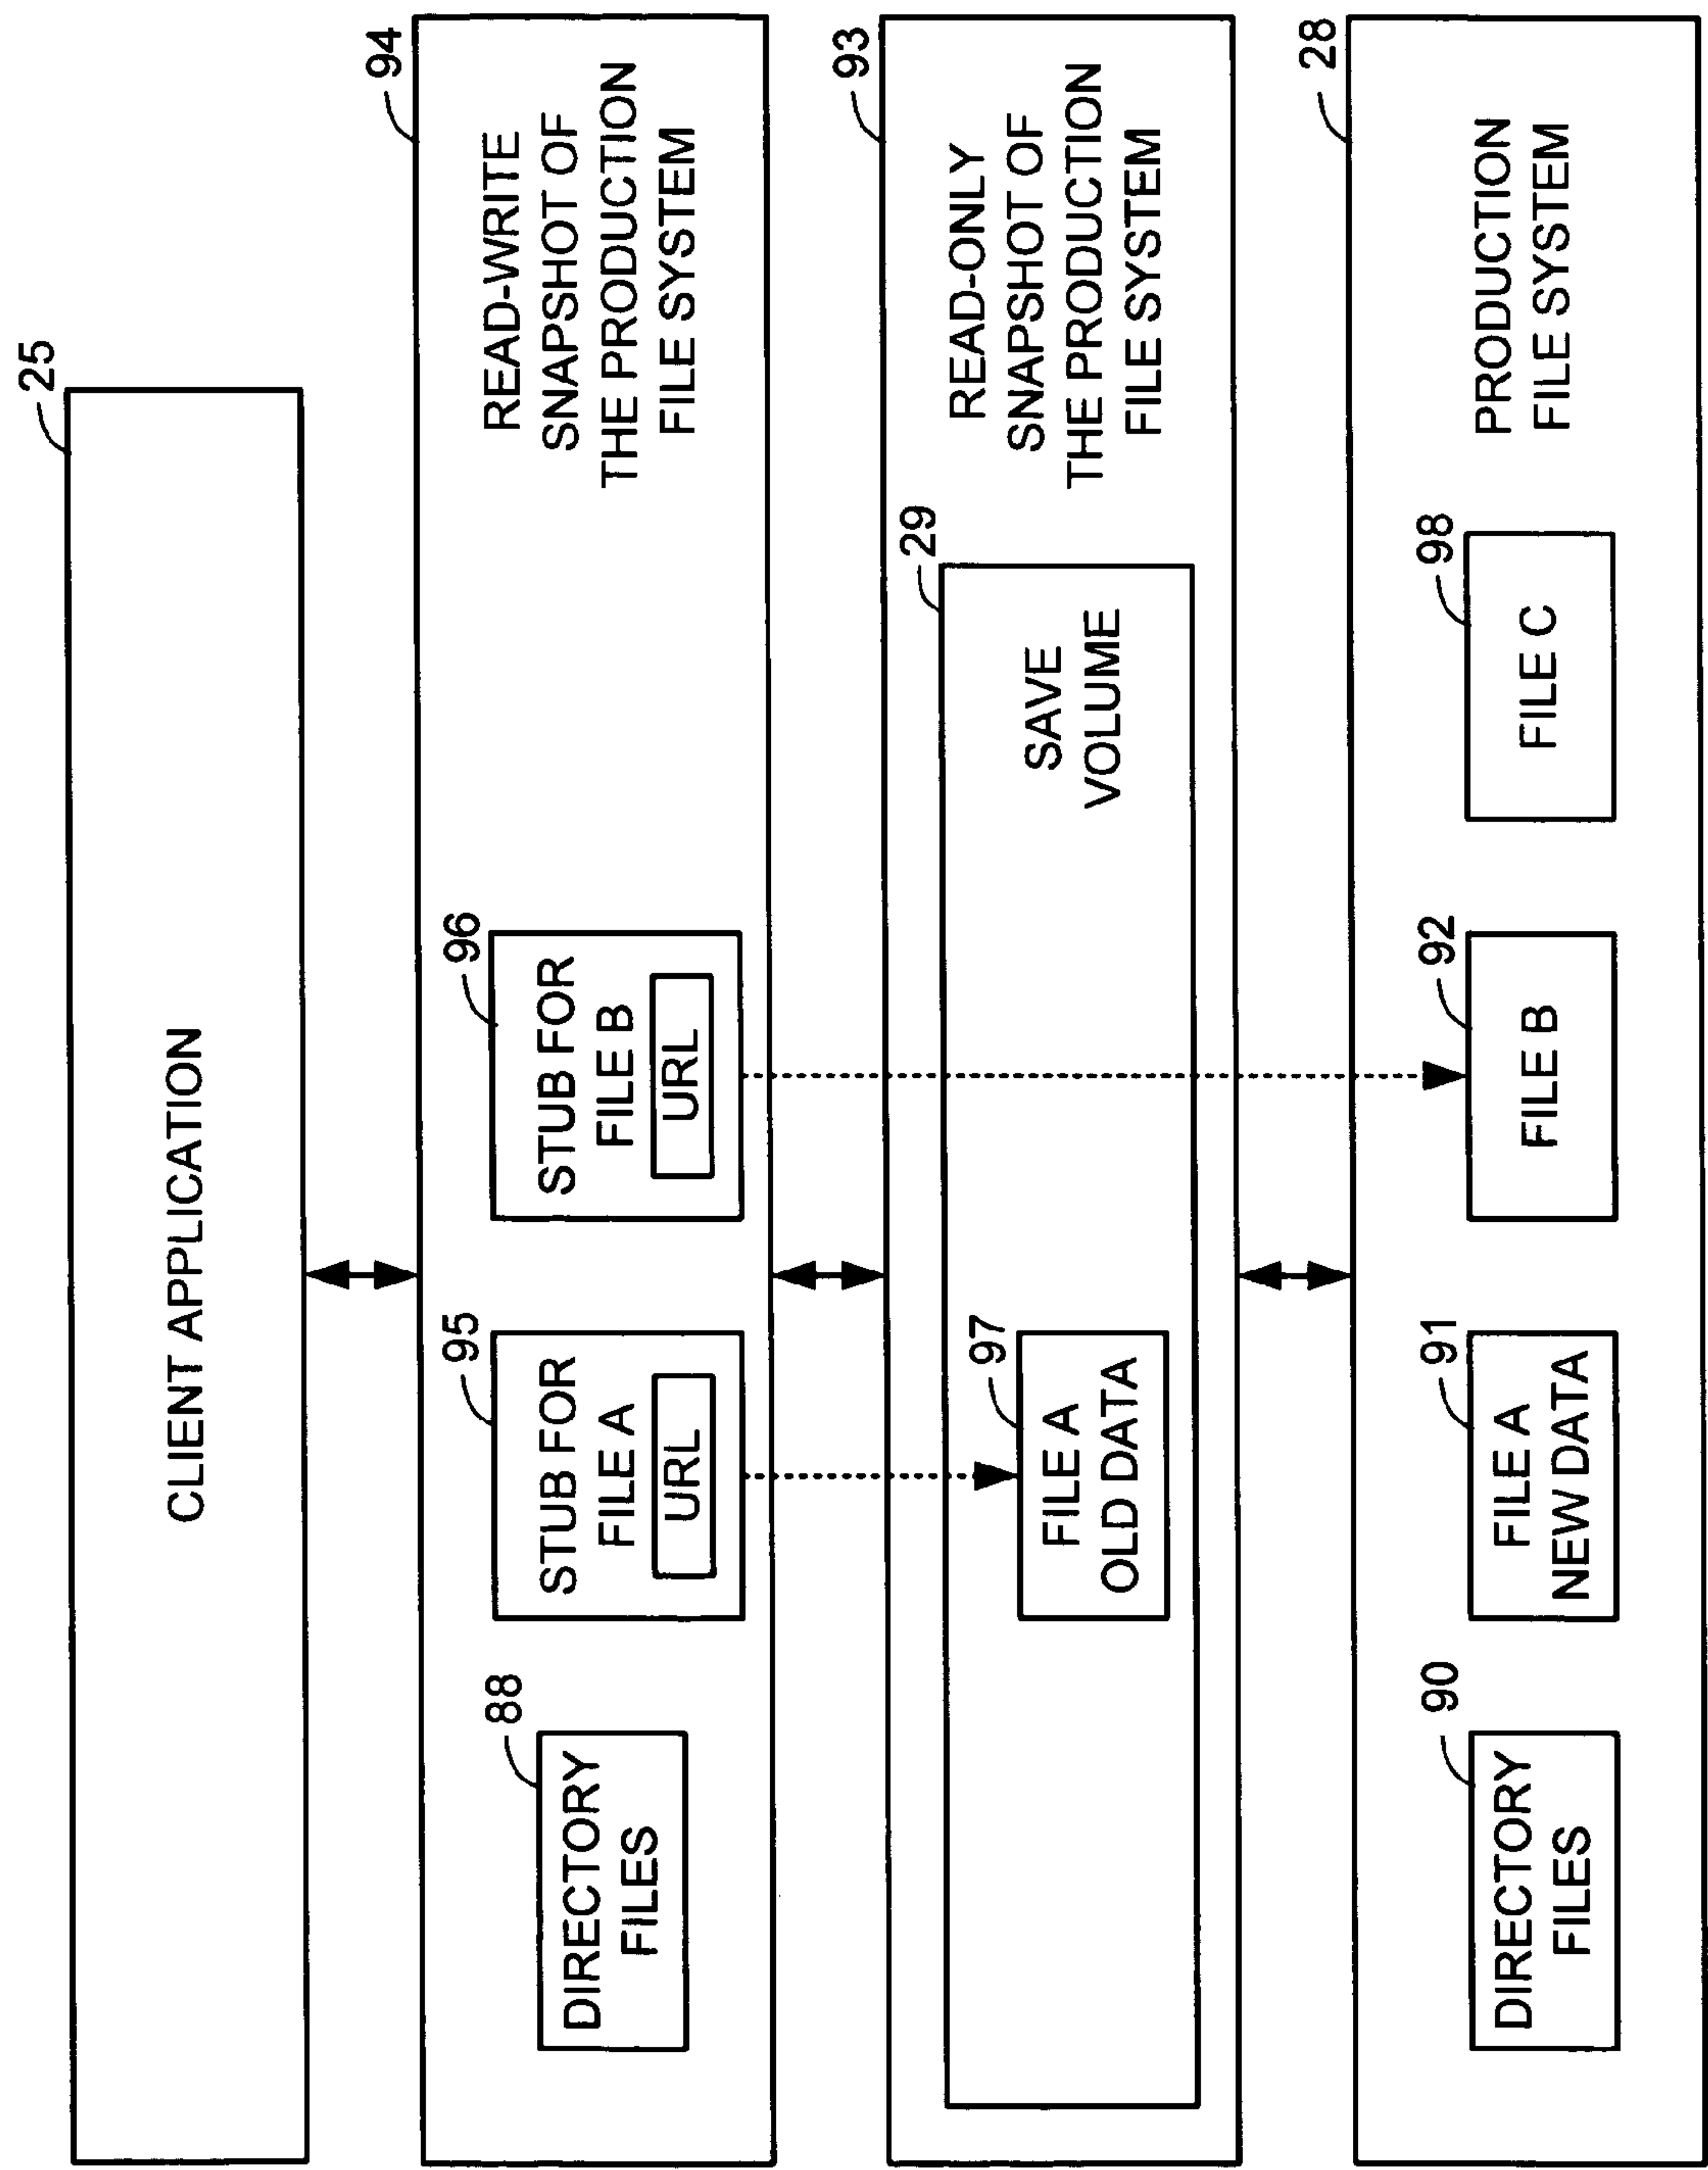 25
CLIENT APPLICATION
94
READ-WRITE
SNAPSHOT OF
THE PRODUCTION
FILE SYSTEM
88
DIRECTORY
FILES
95
STUB FOR
FILE A
URL
96
STUB FOR
FILE B
URL
93
READ-ONLY
SNAPSHOT OF
THE PRODUCTION
FILE SYSTEM
29
SAVE
VOLUME
97
FILE A
OLD DATA
28
PRODUCTION
FILE SYSTEM
90
DIRECTORY
FILES
91
FILE A
NEW DATA
92
FILE B
98
FILE C